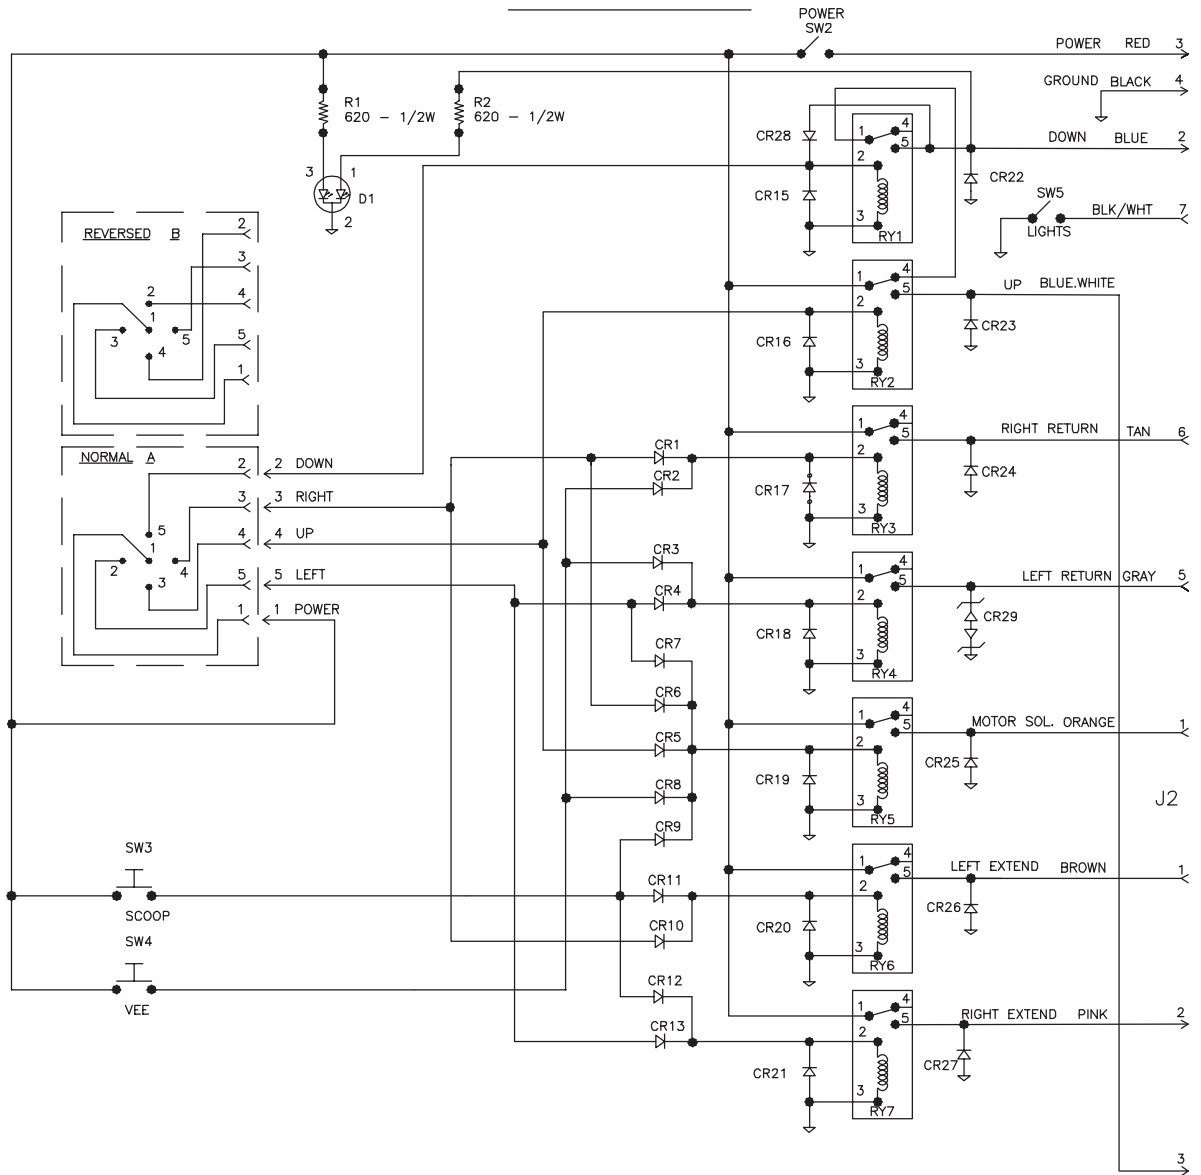 POWER
SW2
POWER RED 3
GROUND BLACK 4
R1
620 - 1/2W
R2
620 - 1/2W
CR28
1 4
5
2
DOWN BLUE 2
3 1
D1
2
CR15
3
RY1
CR22
SW5
BLK/WHT 7
LIGHTS
REVERSED B
2
3
4
5
1
2
1
3 5
4
1 4
5
2
UP BLUE.WHITE
CR16
3
RY2
CR23
NORMAL A
2 2 DOWN
3 3 RIGHT
4 4 UP
5 5 LEFT
1 1 POWER
5
1
2 4
3
CR1
CR2
1 4
5
2
RIGHT RETURN TAN 6
CR17
3
RY3
CR24
CR3
CR4
1 4
5
2
LEFT RETURN GRAY 5
CR18
3
RY4
CR29
CR7
CR6
CR5
1 4
5
2
MOTOR SOL. ORANGE 1
CR19
3
RY5
CR25
J2
CR8
CR9
SW3
SCOOP
CR11
CR10
1 4
5
2
LEFT EXTEND BROWN 1
CR20
3
RY6
CR26
SW4
VEE
CR12
CR13
1 4
5
2
RIGHT EXTEND PINK 2
CR21
3
RY7
CR27
3